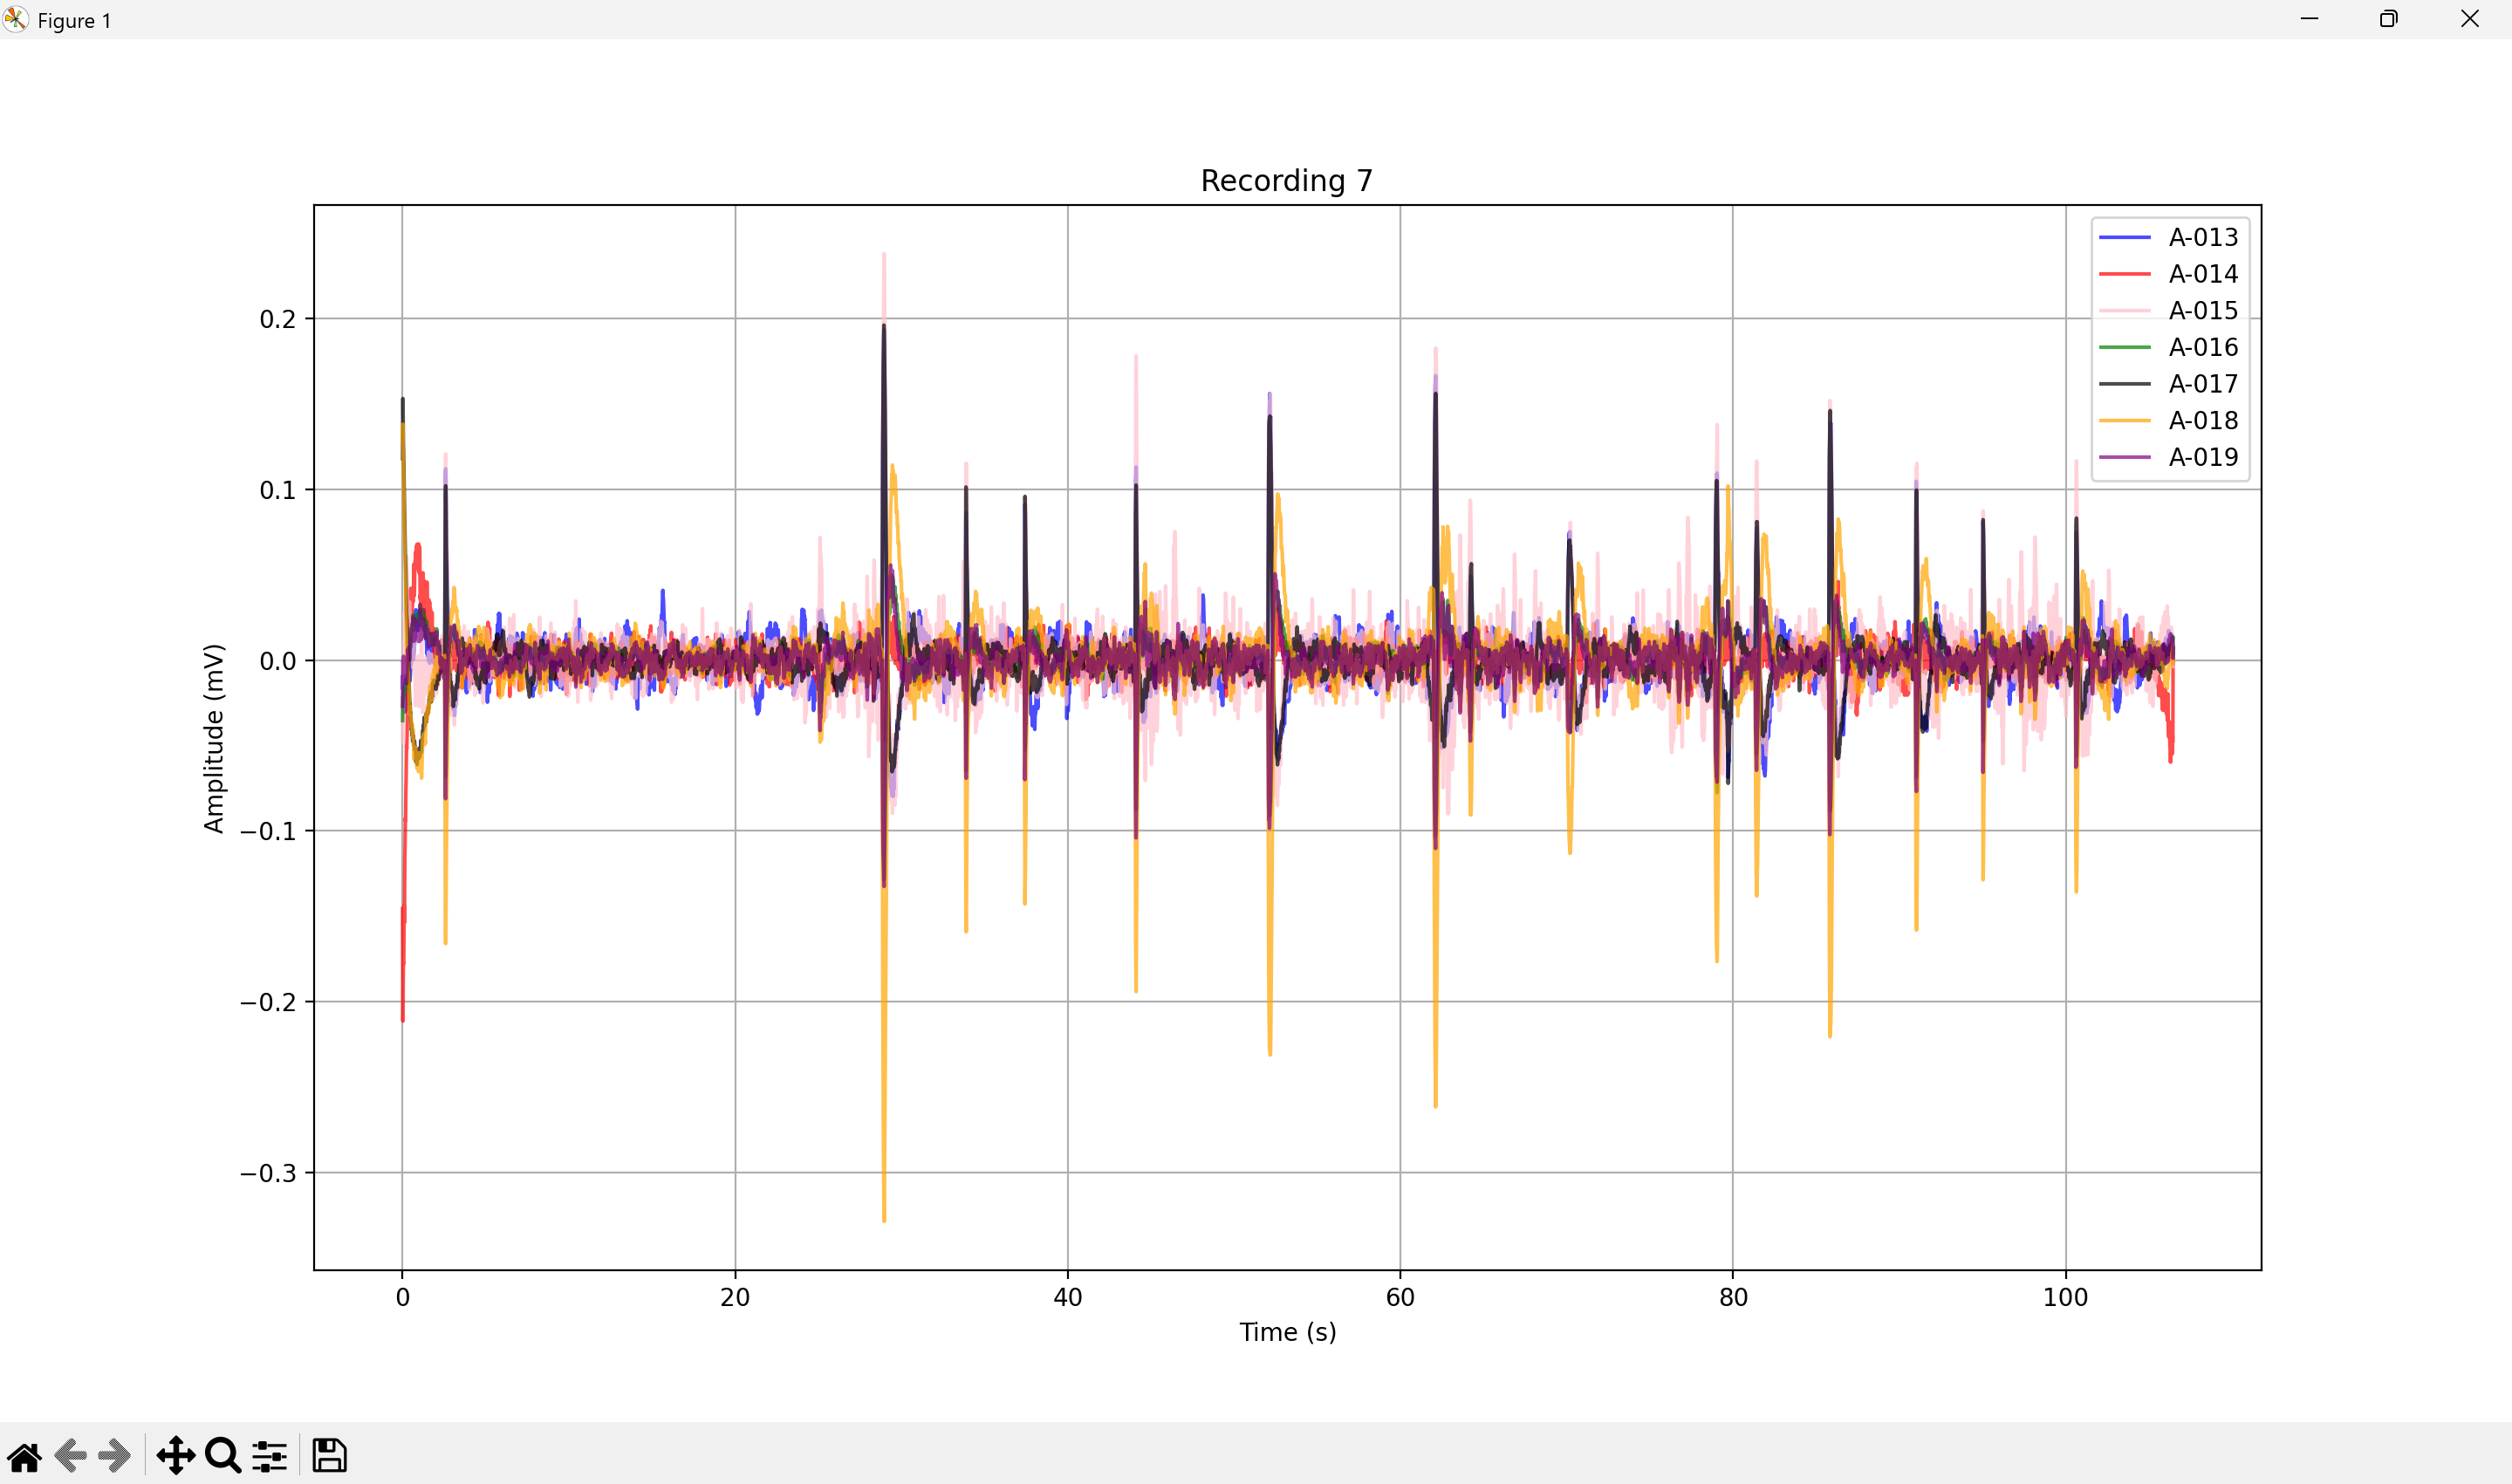 Figure 1
Recording 7
A-013
A-014
A-015
A-016
A-017
A-018
A-019
Amplitude (mV)
0.2
0.1
0.0
−0.1
−0.2
−0.3
0
20
40
60
80
100
Time (s)